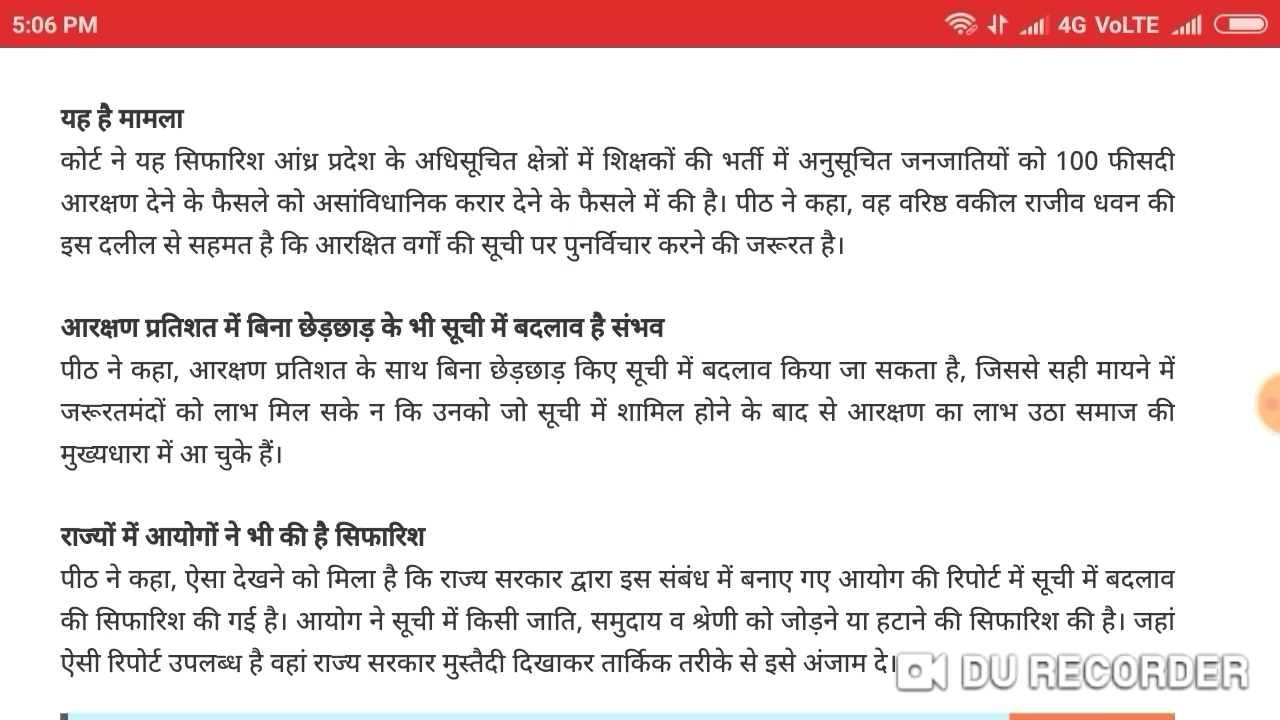 5:06 PM 4G VoLTE
यह है मामला
कोर्ट ने यह सिफारिश आंध्र प्रदेश के अधिसूचित क्षेत्रों में शिक्षकों की भर्ती में अनुसूचित जनजातियों को 100 फीसदी
आरक्षण देने के फैसले को असांविधानिक करार देने के फैसले में की है। पीठ ने कहा, वह वरिष्ठ वकील राजीव धवन की
इस दलील से सहमत है कि आरक्षित वर्गों की सूची पर पुनर्विचार करने की जरूरत है।
आरक्षण प्रतिशत में बिना छेड़छाड़ के भी सूची में बदलाव है संभव
पीठ ने कहा, आरक्षण प्रतिशत के साथ बिना छेड़छाड़ किए सूची में बदलाव किया जा सकता है, जिससे सही मायने में
जरूरतमंदों को लाभ मिल सके न कि उनको जो सूची में शामिल होने के बाद से आरक्षण का लाभ उठा समाज की
मुख्यधारा में आ चुके हैं।
राज्यों में आयोगों ने भी की है सिफारिश
पीठ ने कहा, ऐसा देखने को मिला है कि राज्य सरकार द्वारा इस संबंध में बनाए गए आयोग की रिपोर्ट में सूची में बदलाव
की सिफारिश की गई है। आयोग ने सूची में किसी जाति, समुदाय व श्रेणी को जोड़ने या हटाने की सिफारिश की है। जहां
ऐसी रिपोर्ट उपलब्ध है वहां राज्य सरकार मुस्तैदी दिखाकर तार्किक तरीके से इसे अंजाम दे।
DU RECORDER